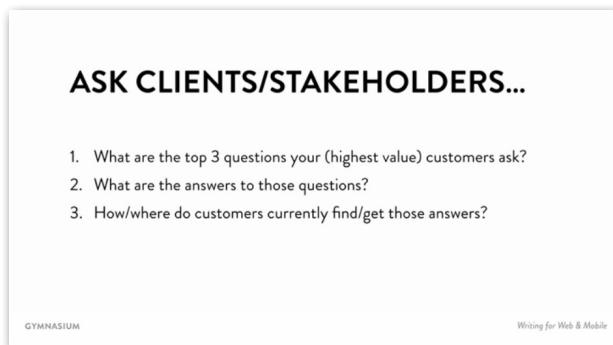 ASK CLIENTS/STAKEHOLDERS...
1. What are the top 3 questions your (highest value) customers ask?
2. What are the answers to those questions?
3. How/where do customers currently find/get those answers?
GYMNASIUM
Writing for Web & Mobile